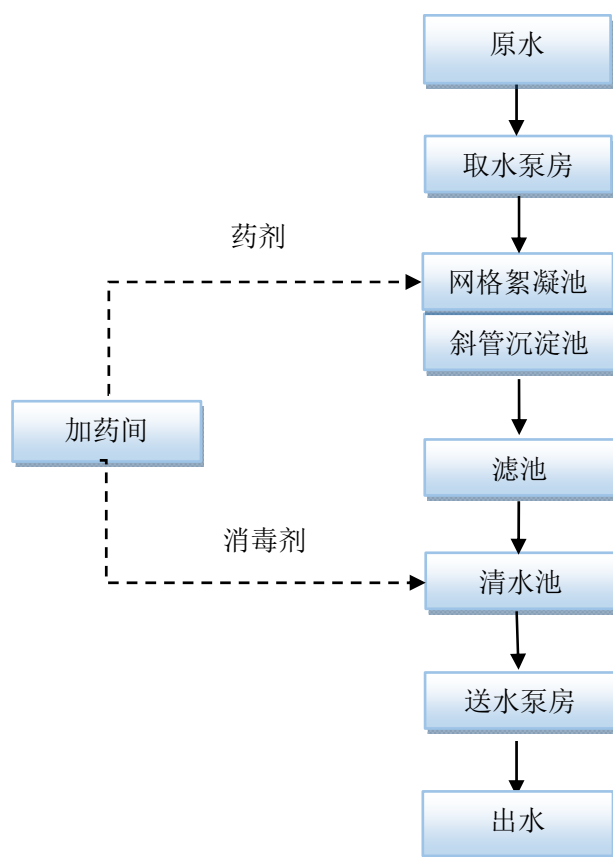 原水
取水泵房
药剂
网格絮凝池
斜管沉淀池
加药间
滤池
消毒剂
清水池
送水泵房
出水